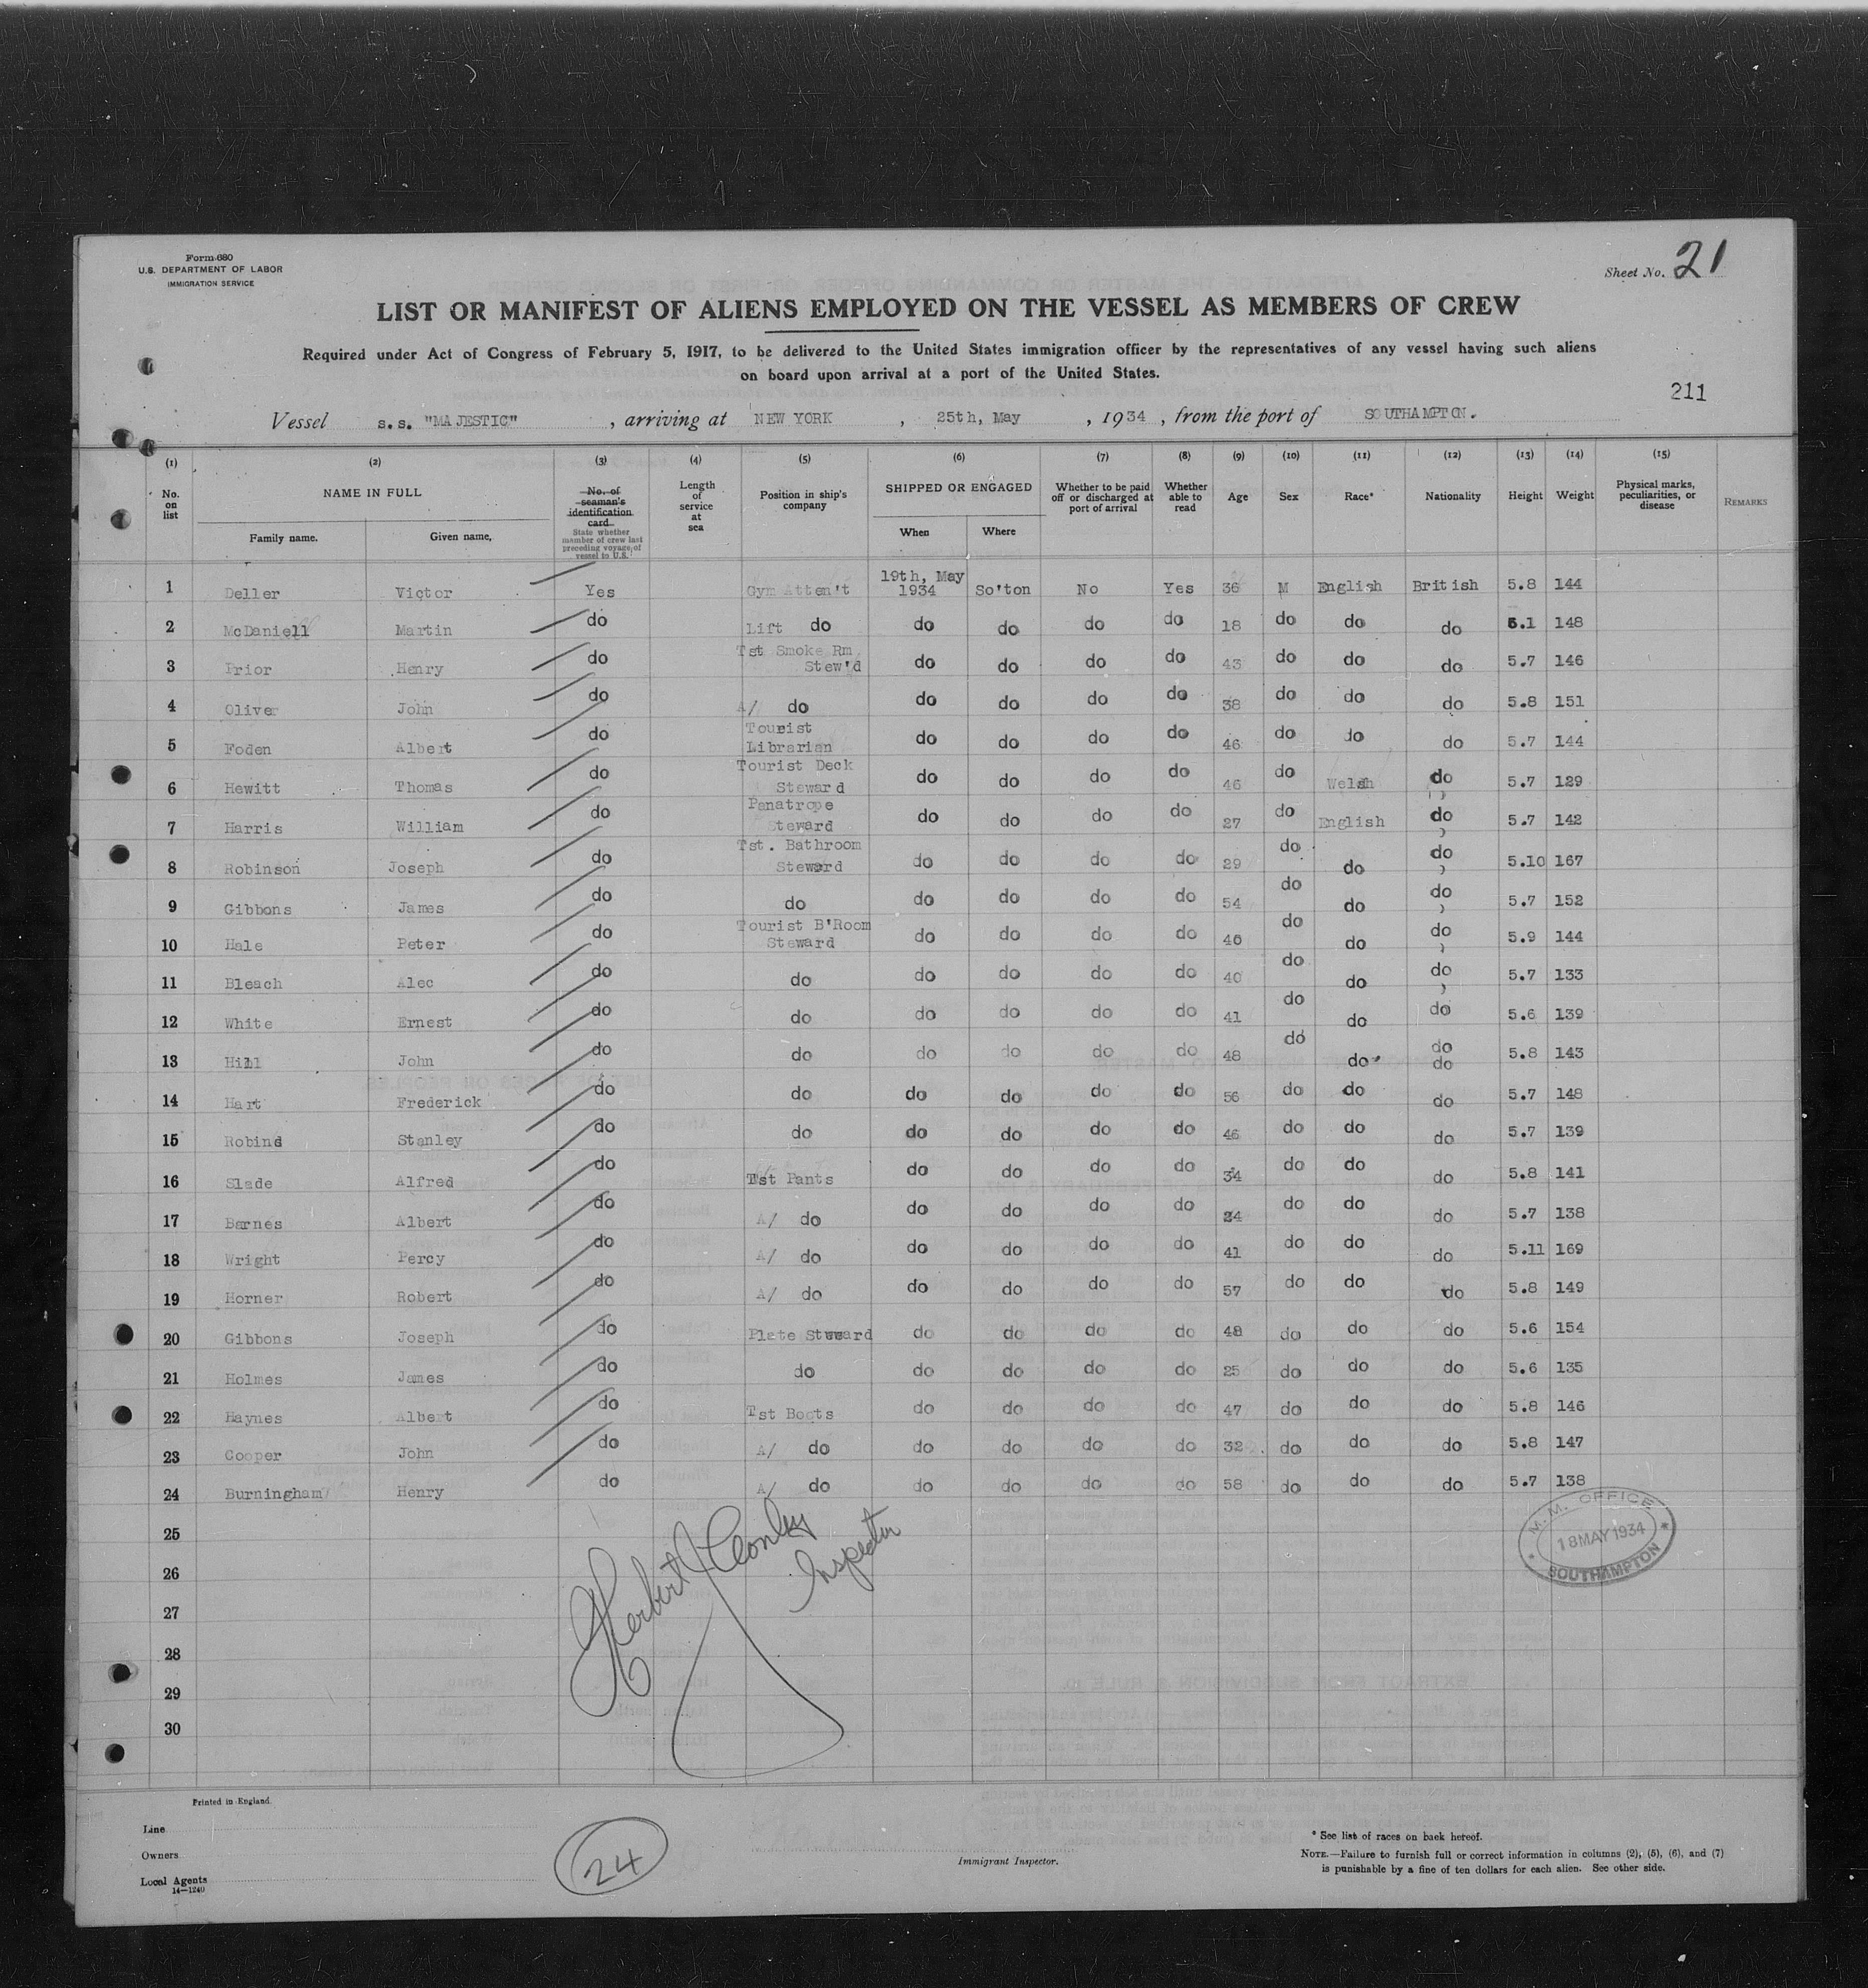 Form 680
U.S. DEPARTMENT OF LABOR
IMMIGRATION SERVICE
Sheet No. 21
LIST OR MANIFEST OF ALIENS EMPLOYED ON THE VESSEL AS MEMBERS OF CREW
Required under Act of Congress of February 5, 1917, to be delivered to the United States immigration officer by the representatives of any vessel having such aliens
on board upon arrival at a port of the United States.
211
Vessel s.s. "MAJESTIC" , arriving at NEW YORK , 25th, May , 1934 , from the port of SOUTHAMPTON.
(1) (2) (3) (4) (5) (6) (7) (8) (9) (10) (11) (12) (13) (14) (15)
No. on list NAME IN FULL Family name. Given name, No. of seaman's identification card State whether member of crew last preceding voyage of vessel to U.S. Length of service at sea Position in ship's company SHIPPED OR ENGAGED When Where Whether to be paid off or discharged at port of arrival Whether able to read Age Sex Race* Nationality Height Weight Physical marks, peculiarities, or disease REMARKS
1 Deller Victor Yes Gym Atten't 19th, May 1934 So'ton No Yes 36 M English British 5.8 144
2 McDaniell Martin do Lift do do do do do 18 do do do 5.1 148
3 Prior Henry do Tst Smoke Rm Stew'd do do do do 43 do do do 5.7 146
4 Oliver John do A/ do do do do do 38 do do do 5.8 151
5 Foden Albert do Tourist Librarian do do do do 46 do do do 5.7 144
6 Hewitt Thomas do Tourist Deck Steward do do do do 46 do Welsh do 5.7 129
7 Harris William do Panatrope Steward do do do do 27 do English do 5.7 142
8 Robinson Joseph do Tst. Bathroom Steward do do do do 29 do do do 5.10 167
9 Gibbons James do do do do do do 54 do do do 5.7 152
10 Hale Peter do Tourist B'Room Steward do do do do 40 do do do 5.9 144
11 Bleach Alec do do do do do do 40 do do do 5.7 133
12 White Ernest do do do do do do 41 do do do 5.6 139
13 Hill John do do do do do do 48 do do do do 5.8 143
14 Hart Frederick do do do do do do 56 do do do 5.7 148
15 Robins Stanley do do do do do do 46 do do do 5.7 139
16 Slade Alfred do Tst Pants do do do do 34 do do do 5.8 141
17 Barnes Albert do A/ do do do do do 24 do do do 5.7 138
18 Wright Percy do A/ do do do do do 41 do do do 5.11 169
19 Horner Robert do A/ do do do do do 57 do do do 5.8 149
20 Gibbons Joseph do Plate Steward do do do do 48 do do do 5.6 154
21 Holmes James do do do do do do 25 do do do 5.6 135
22 Haynes Albert do Tst Boots do do do do 47 do do do 5.8 146
23 Cooper John do A/ do do do do do 32 do do do 5.8 147
24 Burningham Henry do A/ do do do do do 58 do do do 5.7 138
25
26
27
28
29
30
M.M. OFFICE
18 MAY 1934
SOUTHAMPTON
Herbert J Conley
Inspector
Printed in England.
Line
Owners
Local Agents
14—1240
24
Immigrant Inspector.
* See list of races on back hereof.
NOTE.—Failure to furnish full or correct information in columns (2), (5), (6), and (7)
is punishable by a fine of ten dollars for each alien. See other side.